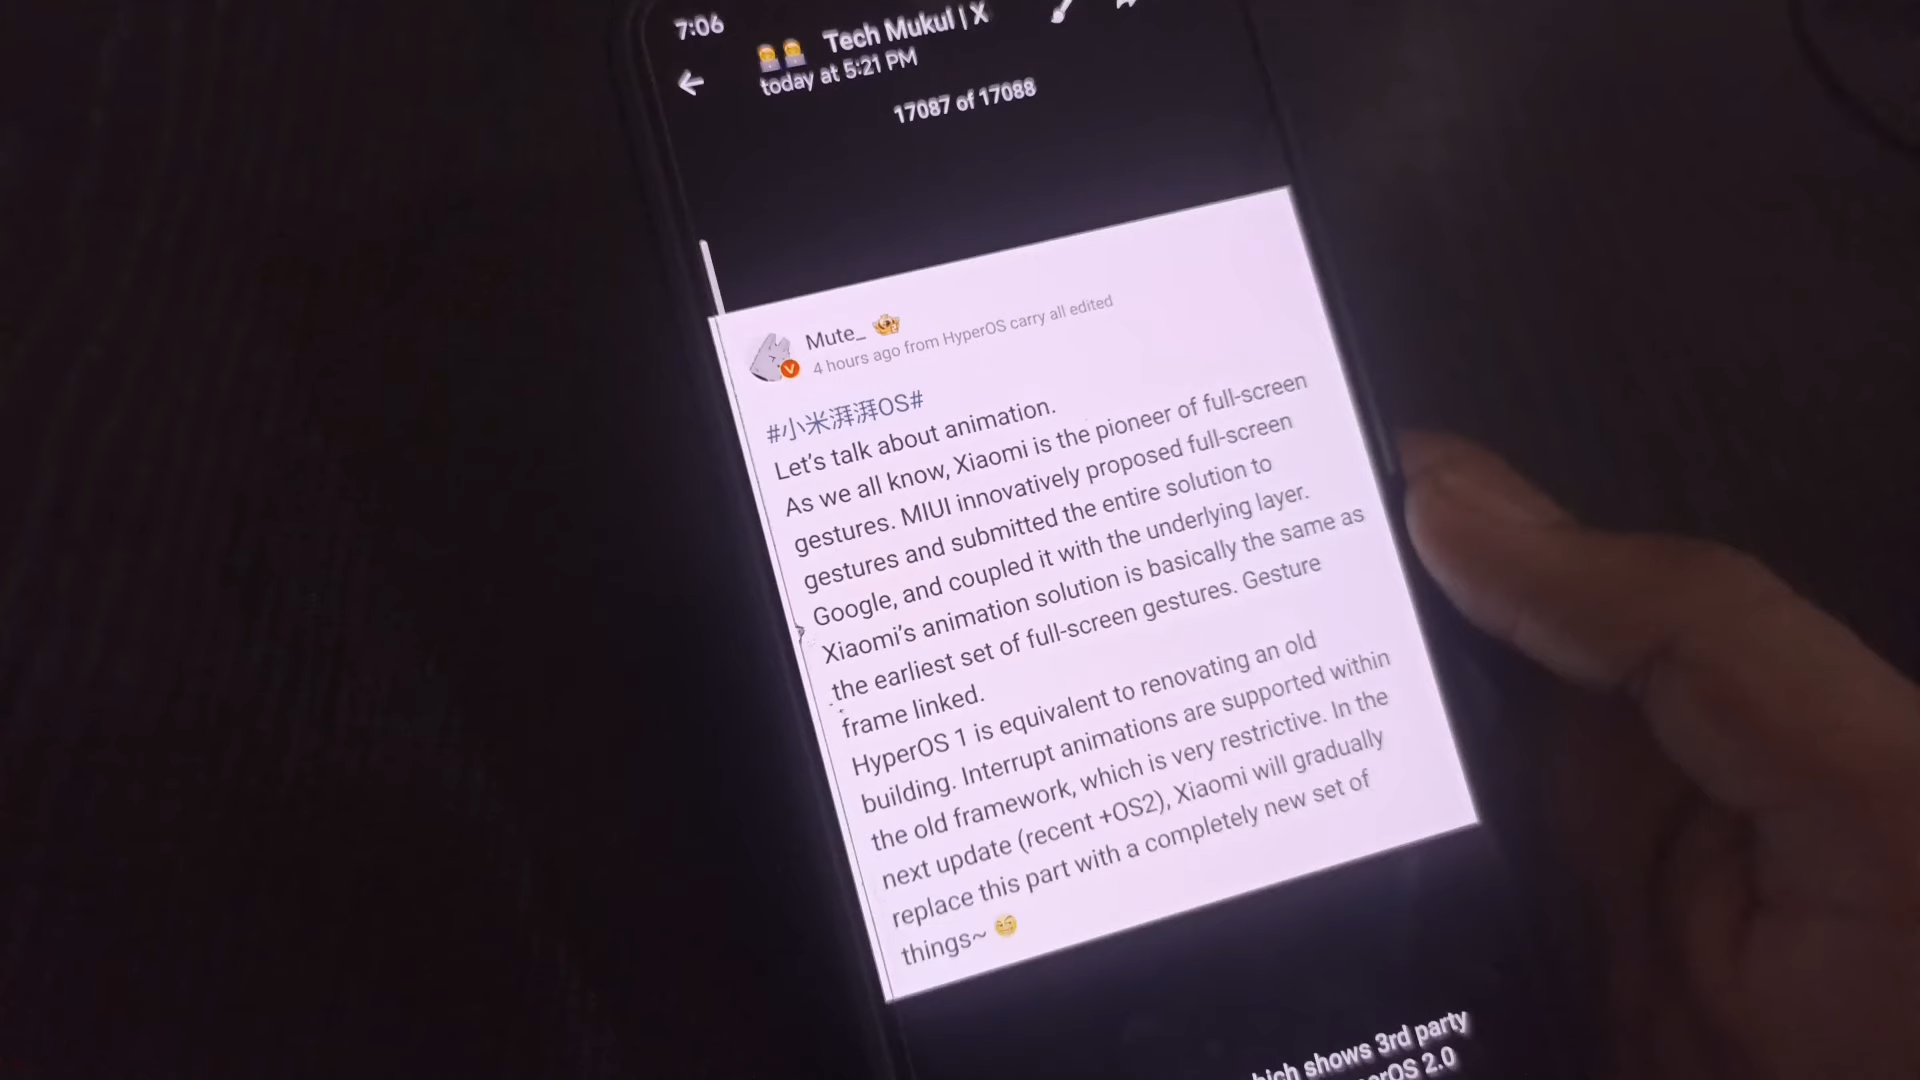 7:06
Tech Mukul | X
today at 5:21 PM
17087 of 17088
Mute_
4 hours ago from HyperOS carry all edited
#小米湃湃OS#
Let's talk about animation.
As we all know, Xiaomi is the pioneer of full-screen
gestures. MIUI innovatively proposed full-screen
gestures and submitted the entire solution to
Google, and coupled it with the underlying layer.
Xiaomi's animation solution is basically the same as
the earliest set of full-screen gestures. Gesture
frame linked.
HyperOS 1 is equivalent to renovating an old
building. Interrupt animations are supported within
the old framework, which is very restrictive. In the
next update (recent +OS2), Xiaomi will gradually
replace this part with a completely new set of
things~
shows 3rd party
2.0